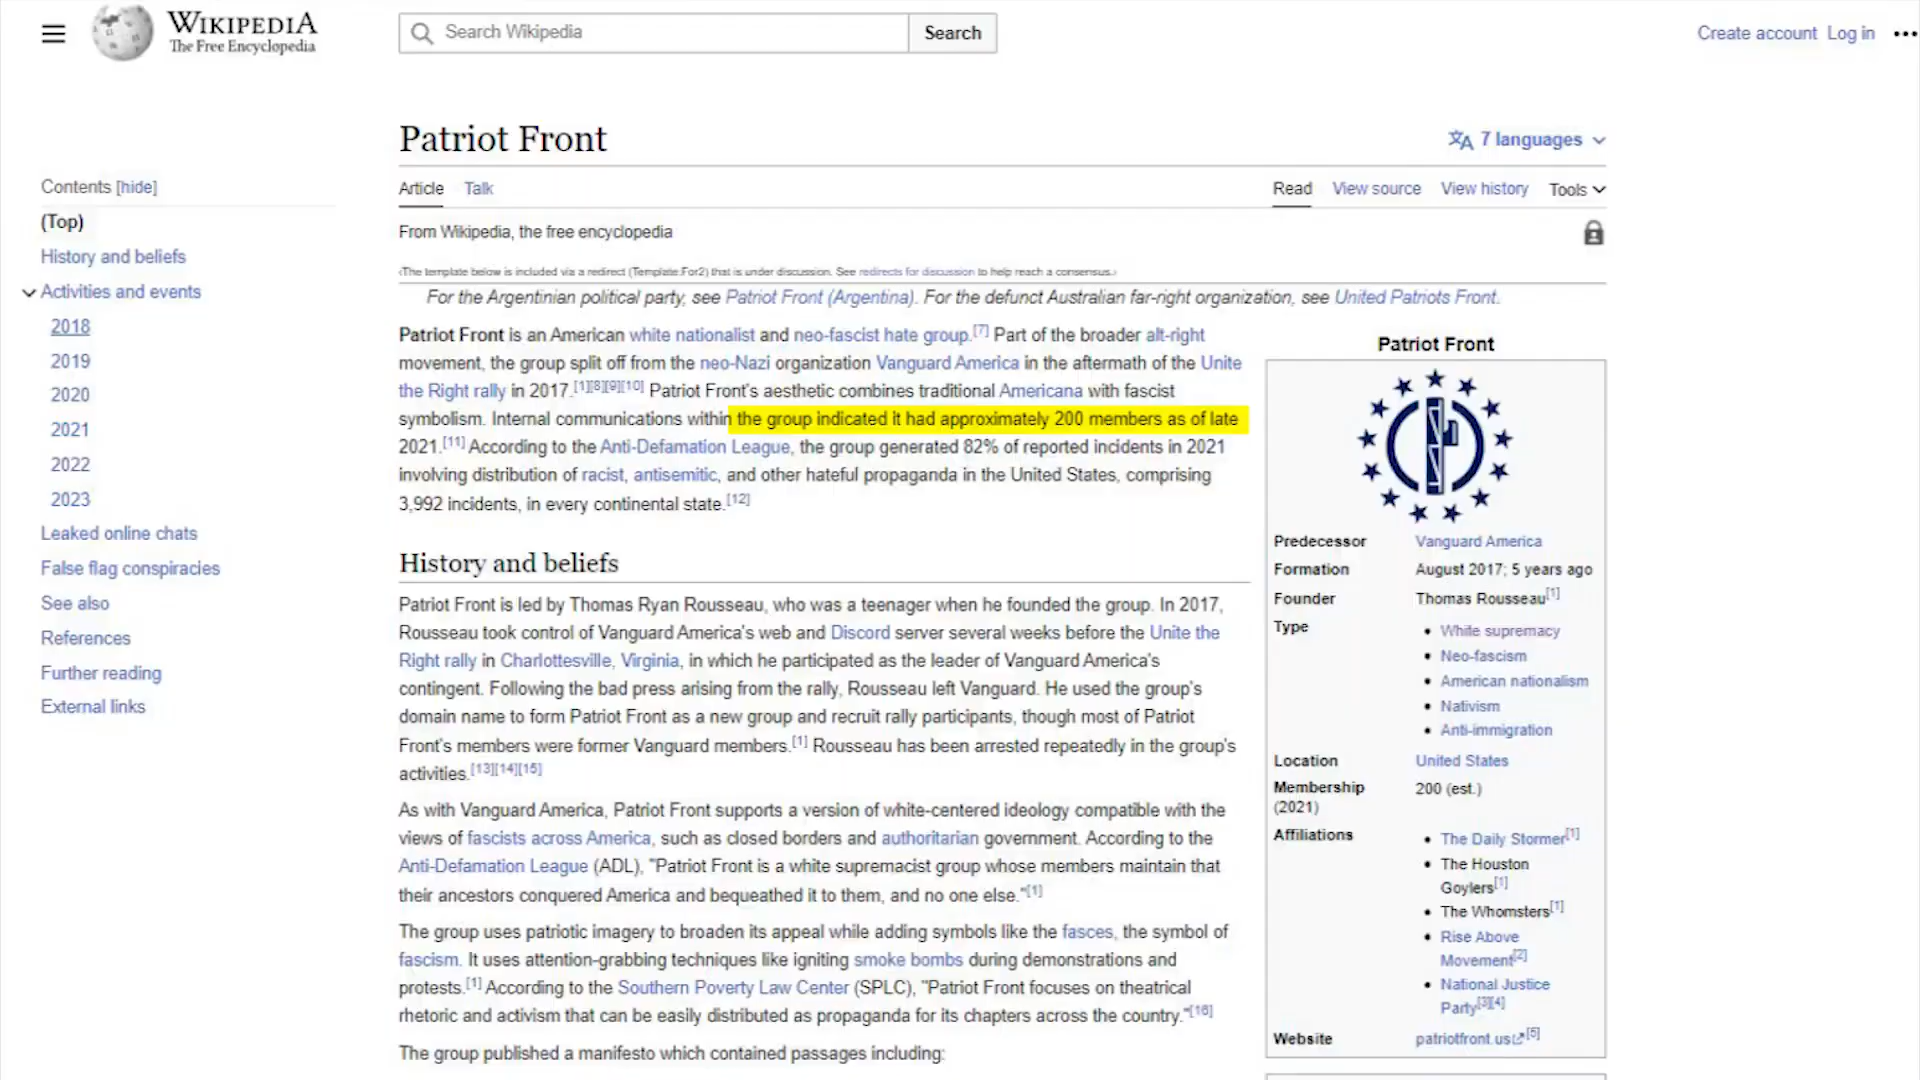 WIKIPEDIA
The Free Encyclopedia
Search Wikipedia
Search
Create account Log in
Patriot Front
7 languages
Article Talk
Read View source View history Tools
From Wikipedia, the free encyclopedia
‹The template below is included via a redirect (Template:For2) that is under discussion. See redirects for discussion to help reach a consensus.›
For the Argentinian political party, see Patriot Front (Argentina). For the defunct Australian far-right organization, see United Patriots Front.
Contents [hide]
(Top)
History and beliefs
Activities and events
2018
2019
2020
2021
2022
2023
Leaked online chats
False flag conspiracies
See also
References
Further reading
External links
Patriot Front is an American white nationalist and neo-fascist hate group.[7] Part of the broader alt-right
movement, the group split off from the neo-Nazi organization Vanguard America in the aftermath of the Unite
the Right rally in 2017.[1][8][9][10] Patriot Front's aesthetic combines traditional Americana with fascist
symbolism. Internal communications within the group indicated it had approximately 200 members as of late
2021.[11] According to the Anti-Defamation League, the group generated 82% of reported incidents in 2021
involving distribution of racist, antisemitic, and other hateful propaganda in the United States, comprising
3,992 incidents, in every continental state.[12]
History and beliefs
Patriot Front is led by Thomas Ryan Rousseau, who was a teenager when he founded the group. In 2017,
Rousseau took control of Vanguard America's web and Discord server several weeks before the Unite the
Right rally in Charlottesville, Virginia, in which he participated as the leader of Vanguard America's
contingent. Following the bad press arising from the rally, Rousseau left Vanguard. He used the group's
domain name to form Patriot Front as a new group and recruit rally participants, though most of Patriot
Front's members were former Vanguard members.[1] Rousseau has been arrested repeatedly in the group's
activities.[13][14][15]
As with Vanguard America, Patriot Front supports a version of white-centered ideology compatible with the
views of fascists across America, such as closed borders and authoritarian government. According to the
Anti-Defamation League (ADL), "Patriot Front is a white supremacist group whose members maintain that
their ancestors conquered America and bequeathed it to them, and no one else."[1]
The group uses patriotic imagery to broaden its appeal while adding symbols like the fasces, the symbol of
fascism. It uses attention-grabbing techniques like igniting smoke bombs during demonstrations and
protests.[1] According to the Southern Poverty Law Center (SPLC), "Patriot Front focuses on theatrical
rhetoric and activism that can be easily distributed as propaganda for its chapters across the country."[16]
The group published a manifesto which contained passages including:
Patriot Front
Predecessor Vanguard America
Formation August 2017; 5 years ago
Founder Thomas Rousseau[1]
Type • White supremacy
• Neo-fascism
• American nationalism
• Nativism
• Anti-immigration
Location United States
Membership 200 (est.)
(2021)
Affiliations • The Daily Stormer[1]
• The Houston
Goylers[1]
• The Whomsters[1]
• Rise Above
Movement[2]
• National Justice
Party[3][4]
Website patriotfront.us[5]